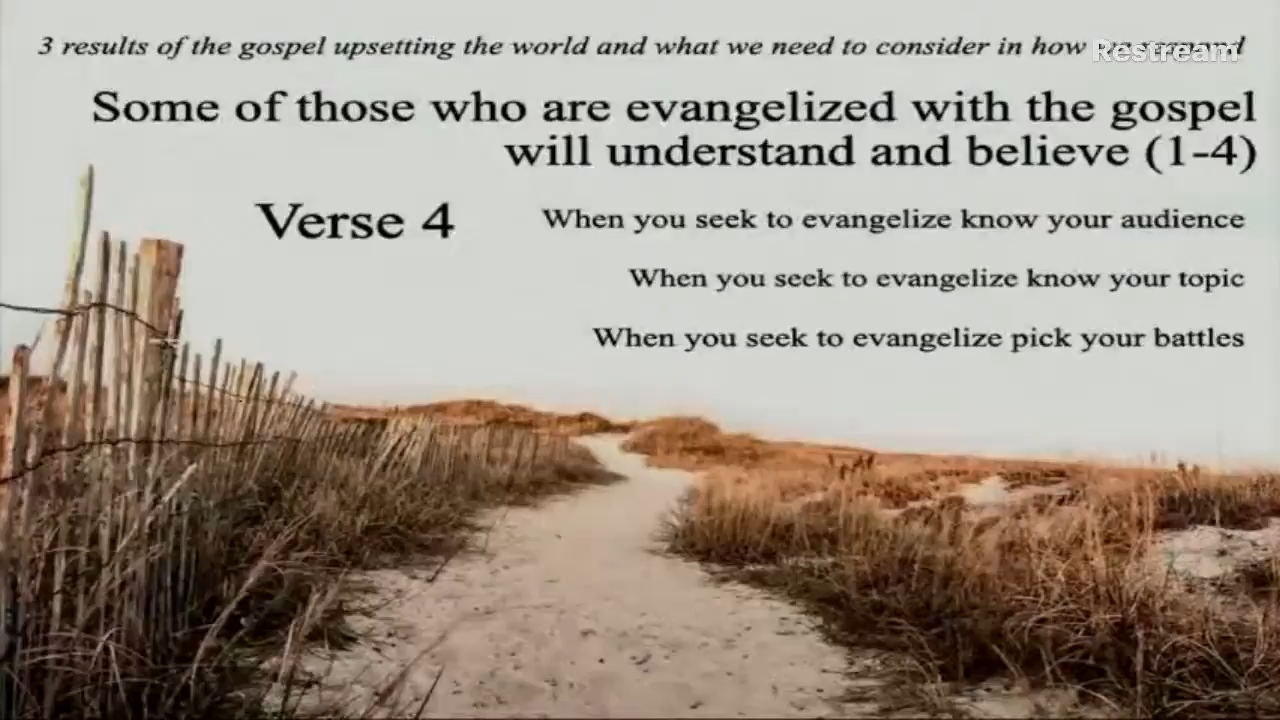 3 results of the gospel upsetting the world and what we need to consider in how
Restream
Some of those who are evangelized with the gospel
will understand and believe (1-4)
Verse 4
When you seek to evangelize know your audience
When you seek to evangelize know your topic
When you seek to evangelize pick your battles